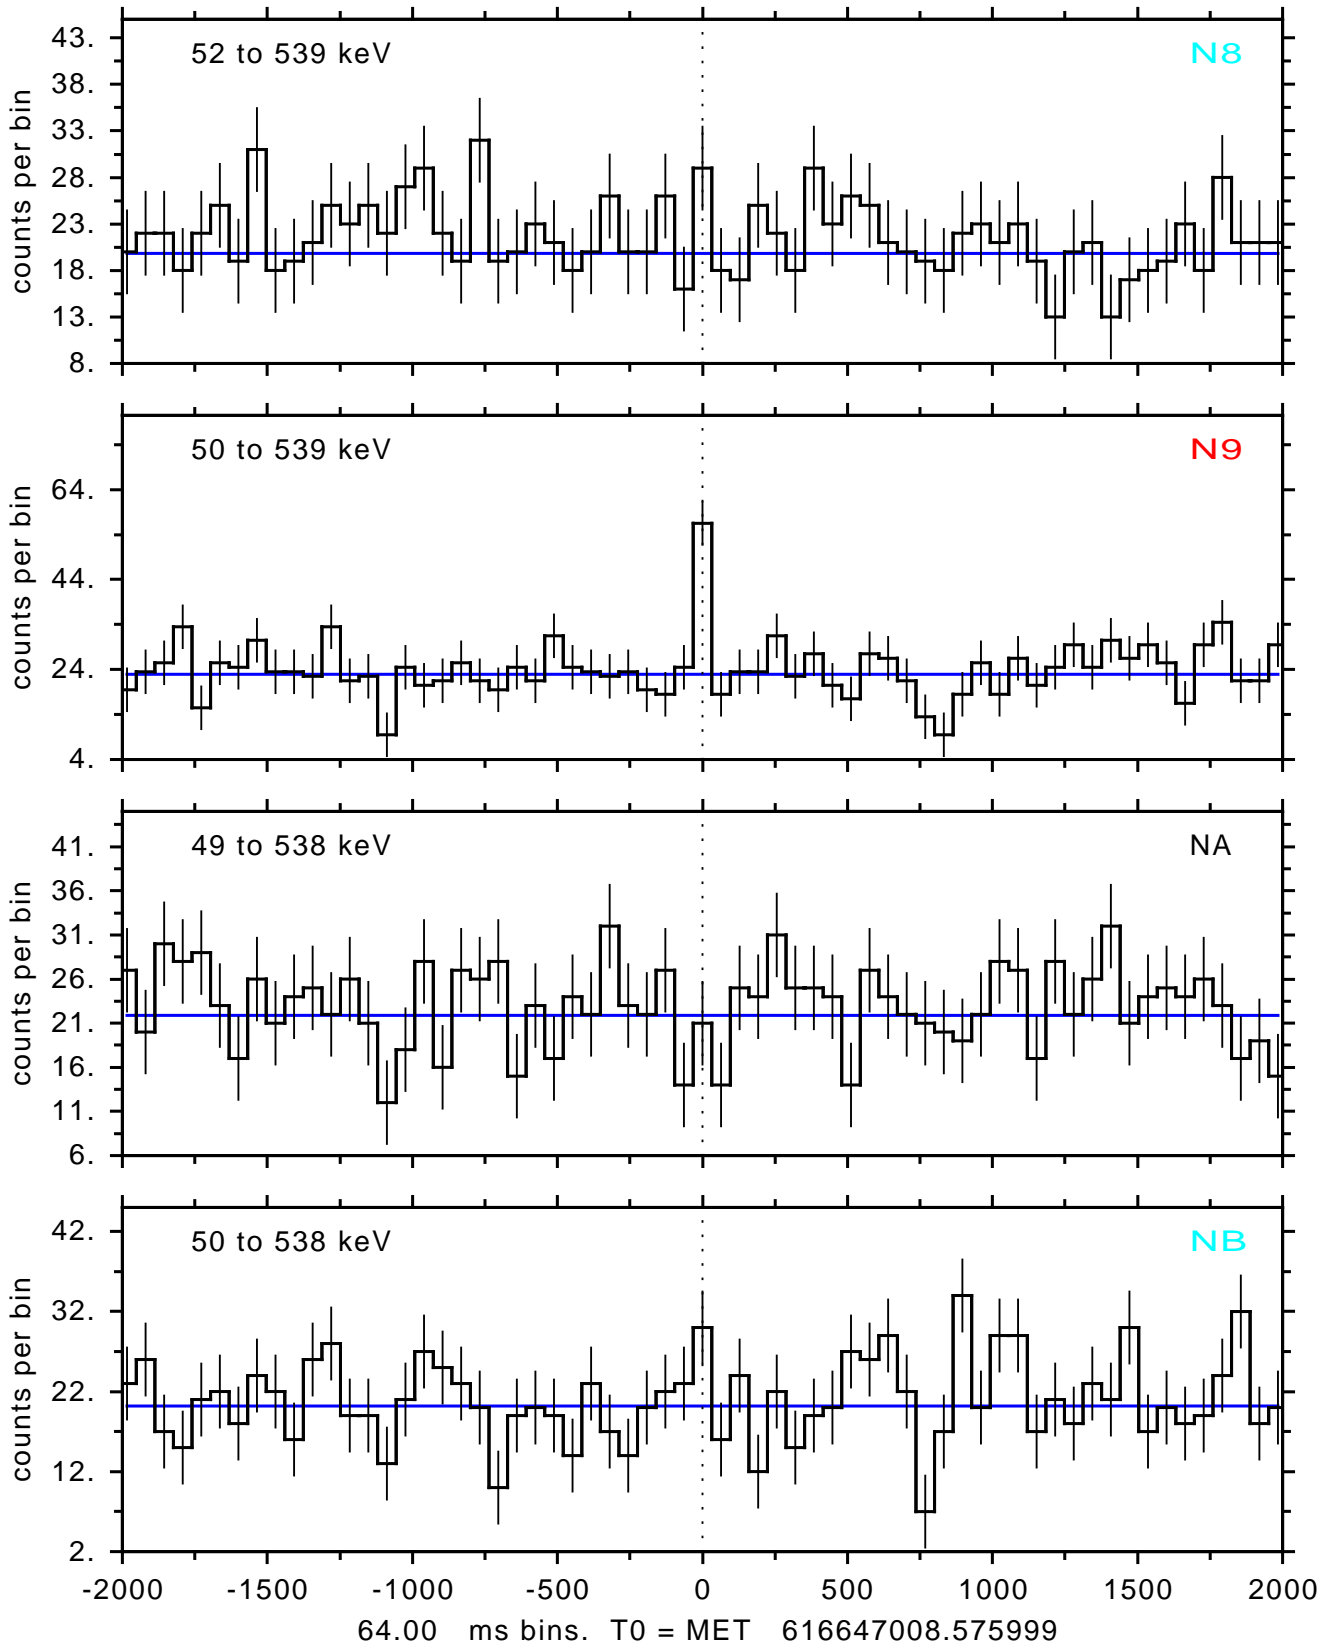 52 to 539 keV N8
43.
38.
33.
28.
23.
18.
13.
8.
counts per bin
50 to 539 keV N9
64.
44.
24.
4.
counts per bin
49 to 538 keV NA
41.
36.
31.
26.
21.
16.
11.
6.
counts per bin
50 to 538 keV NB
42.
32.
22.
12.
2.
counts per bin
-2000 -1500 -1000 -500 0 500 1000 1500 2000
64.00 ms bins. T0 = MET 616647008.575999